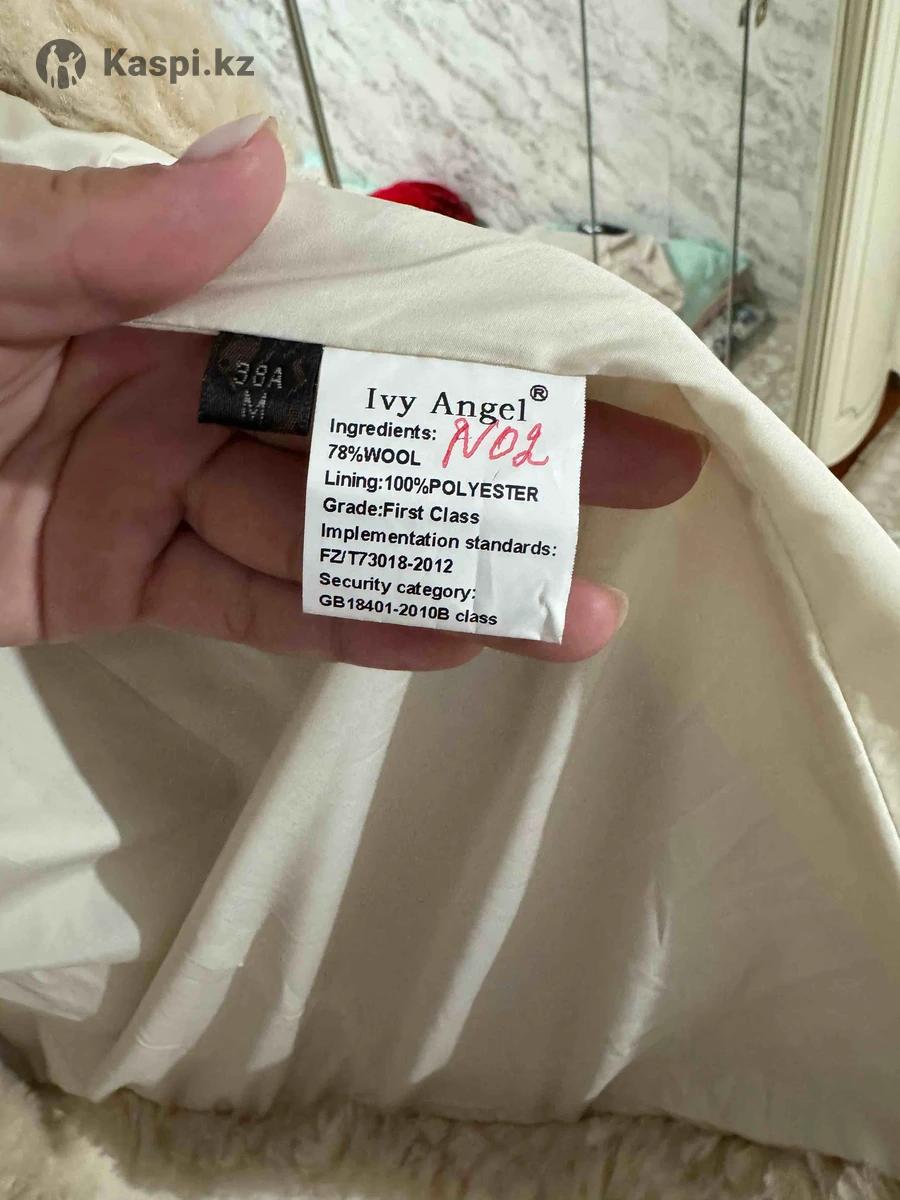 Kaspi.kz
38A
M
Ivy Angel®
Ingredients:
N02
78%WOOL
Lining:100%POLYESTER
Grade:First Class
Implementation standards:
FZ/T73018-2012
Security category:
GB18401-2010B class